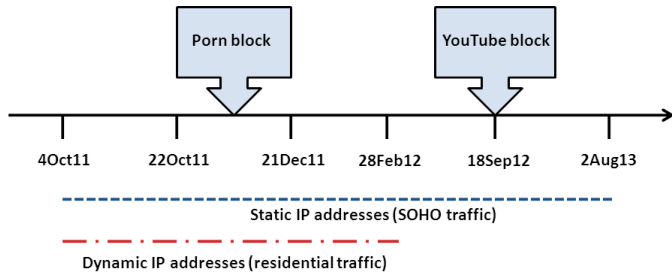 Porn block
YouTube block
4Oct11
22Oct11
21Dec11
28Feb12
18Sep12
2Aug13
Static IP addresses (SOHO traffic)
Dynamic IP addresses (residential traffic)